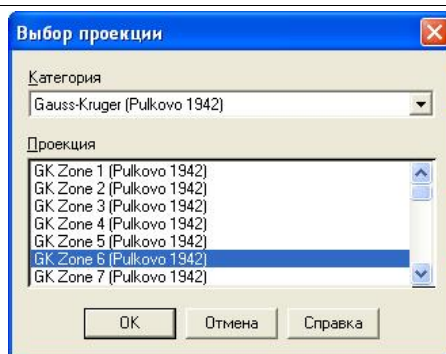 Выбор проекции
Категория
Gauss-Kruger (Pulkovo 1942)
Проекция
GK Zone 1 (Pulkovo 1942)
GK Zone 2 (Pulkovo 1942)
GK Zone 3 (Pulkovo 1942)
GK Zone 4 (Pulkovo 1942)
GK Zone 5 (Pulkovo 1942)
GK Zone 6 (Pulkovo 1942)
GK Zone 7 (Pulkovo 1942)
OK Отмена Справка